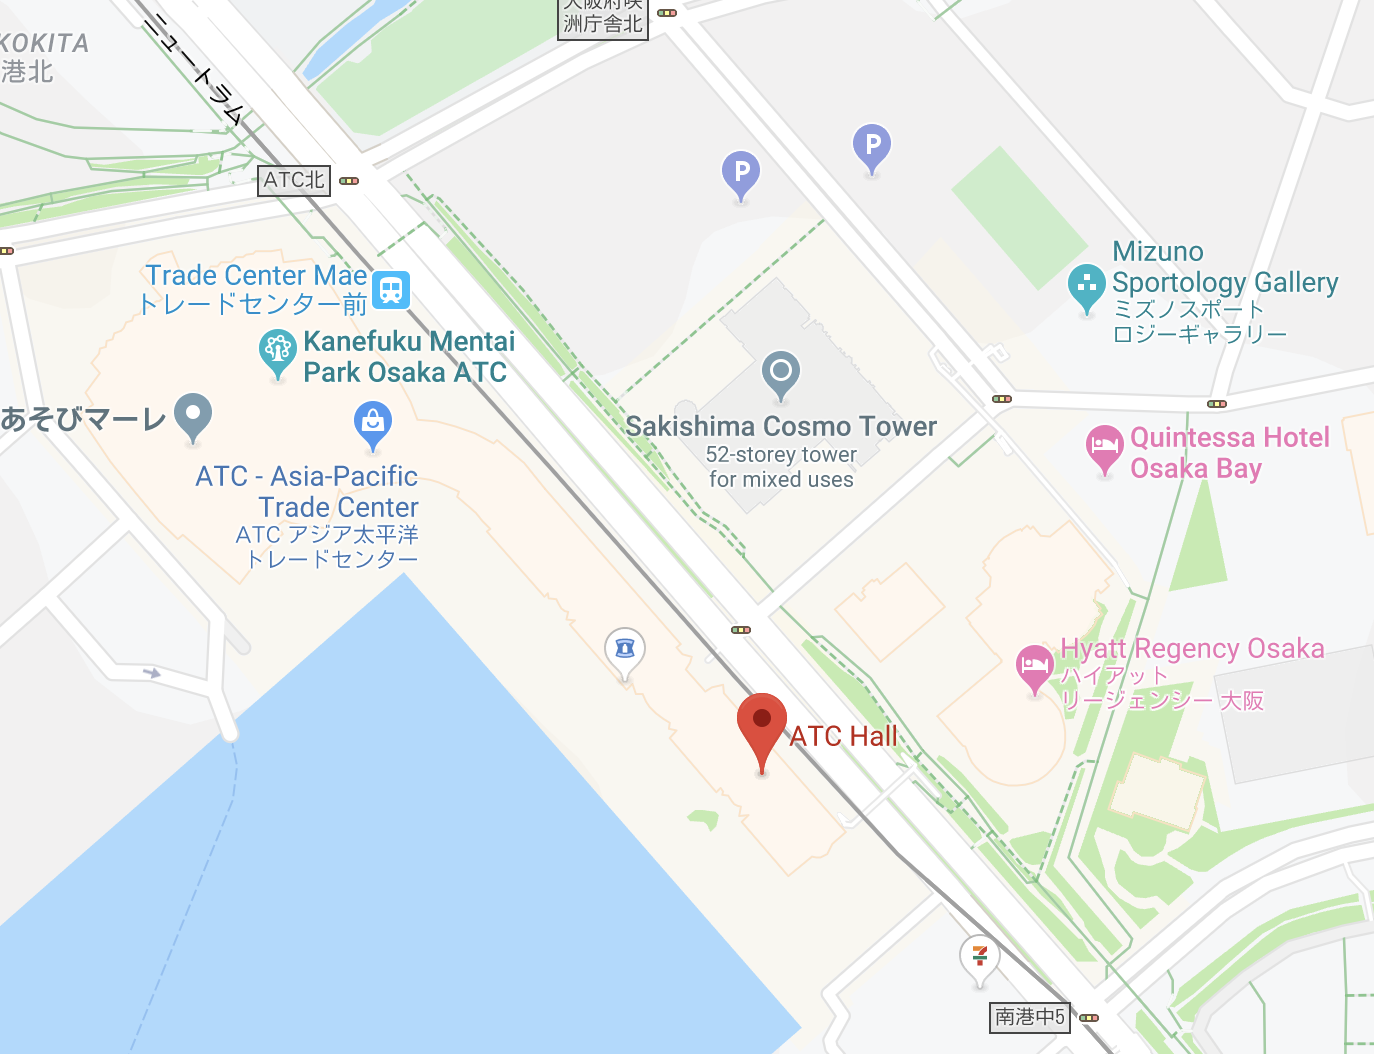 大阪府咲
洲庁舎北
KOKITA
港北
ニュートラム
P
P
ATC北
Mizuno
Sportology Gallery
ミズノスポート
ロジーギャラリー
Trade Center Mae
トレードセンター前
Kanefuku Mentai
Park Osaka ATC
あそびマーレ
Sakishima Cosmo Tower
52-storey tower
for mixed uses
Quintessa Hotel
Osaka Bay
ATC - Asia-Pacific
Trade Center
ATC アジア太平洋
トレードセンター
Hyatt Regency Osaka
ハイアット
リージェンシー 大阪
ATC Hall
7
南港中5